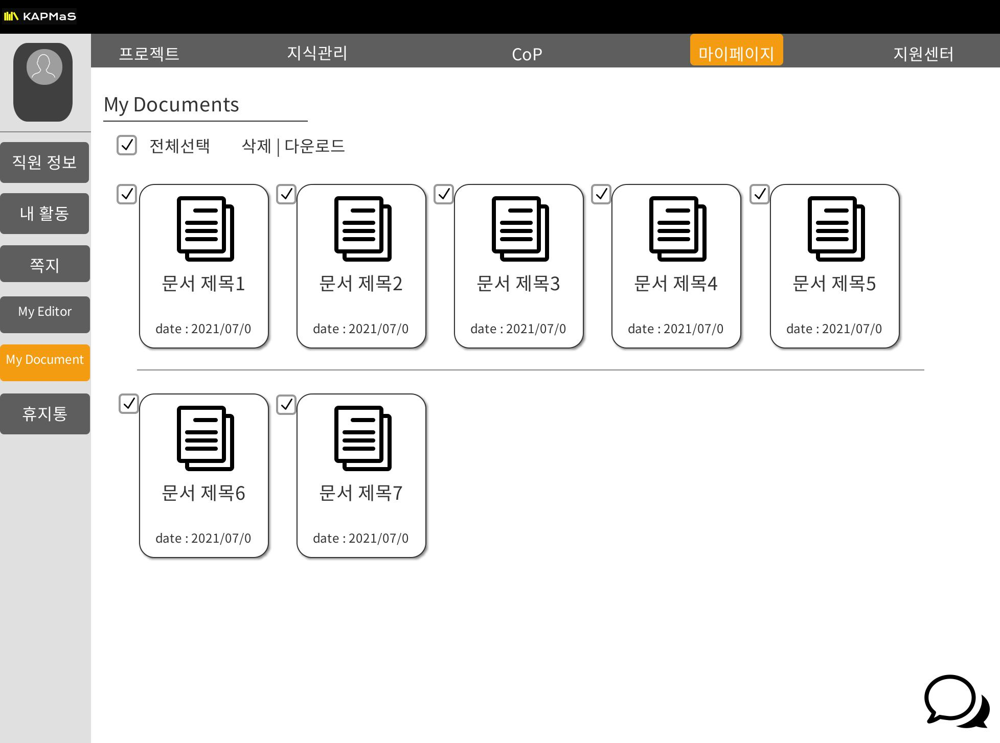 KAPMaS
프로젝트
지식관리
CoP
마이페이지
지원센터
직원 정보
내 활동
쪽지
My Editor
My Document
휴지통
My Documents
전체선택
삭제 | 다운로드
문서 제목1
date : 2021/07/0
문서 제목2
date : 2021/07/0
문서 제목3
date : 2021/07/0
문서 제목4
date : 2021/07/0
문서 제목5
date : 2021/07/0
문서 제목6
date : 2021/07/0
문서 제목7
date : 2021/07/0